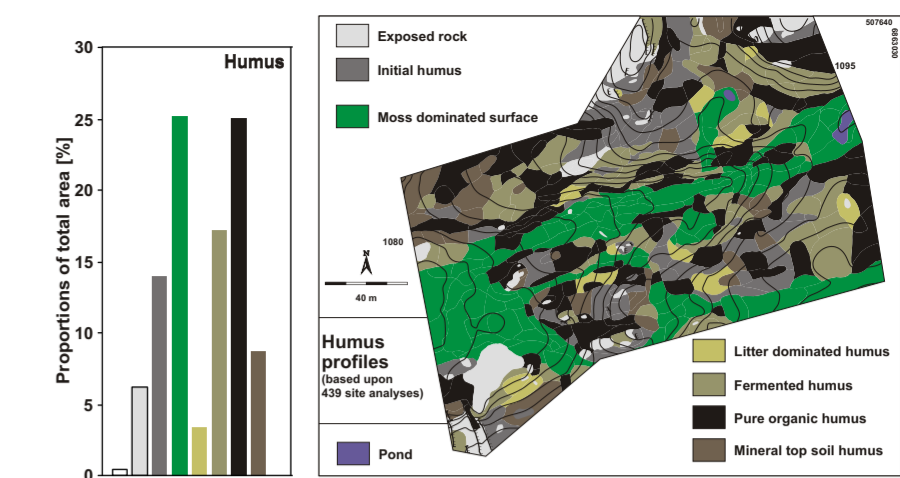 Humus
Proportions of total area [%]
30
25
20
15
10
5
0
Exposed rock
Initial humus
Moss dominated surface
507640
6863030
1095
1080
N
40 m
Humus
profiles
(based upon
439 site analyses)
Pond
Litter dominated humus
Fermented humus
Pure organic humus
Mineral top soil humus